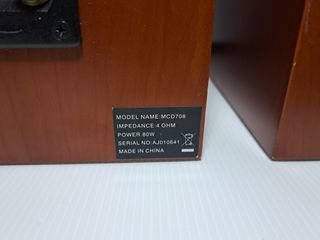 MODEL NAME:MCD708
IMPEDANCE:4 OHM
POWER:80W
SERIAL NO:AJ010641
MADE IN CHINA